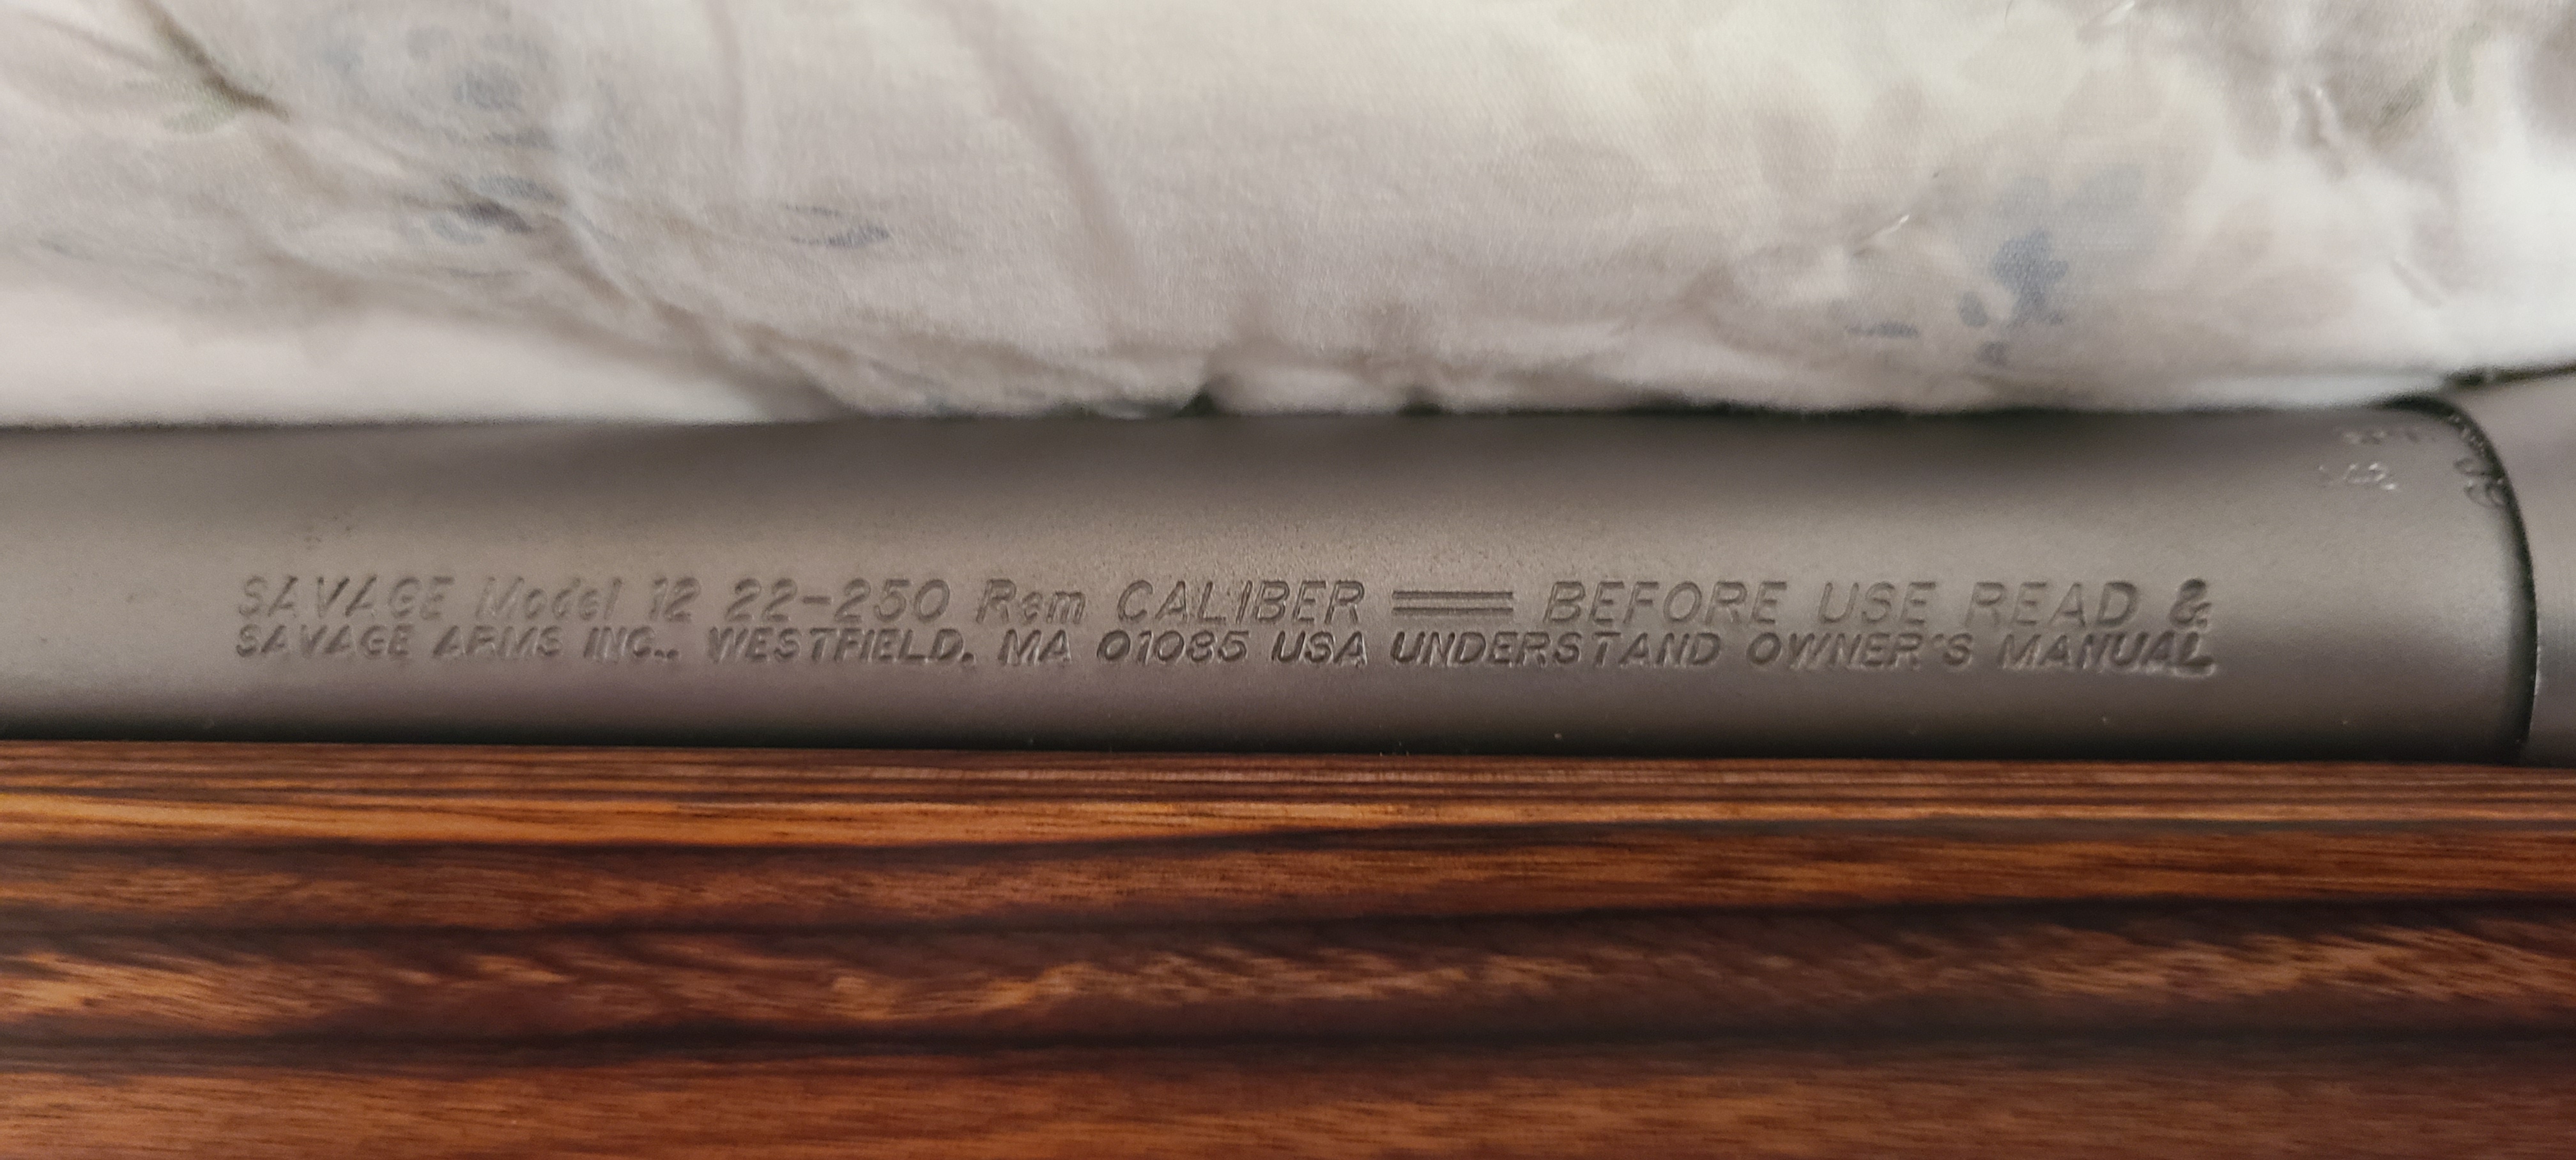 SAVAGE Model 12 22-250 Rem CALIBER ══ BEFORE USE READ &
SAVAGE ARMS INC., WESTFIELD, MA 01085 USA UNDERSTAND OWNER'S MANUAL